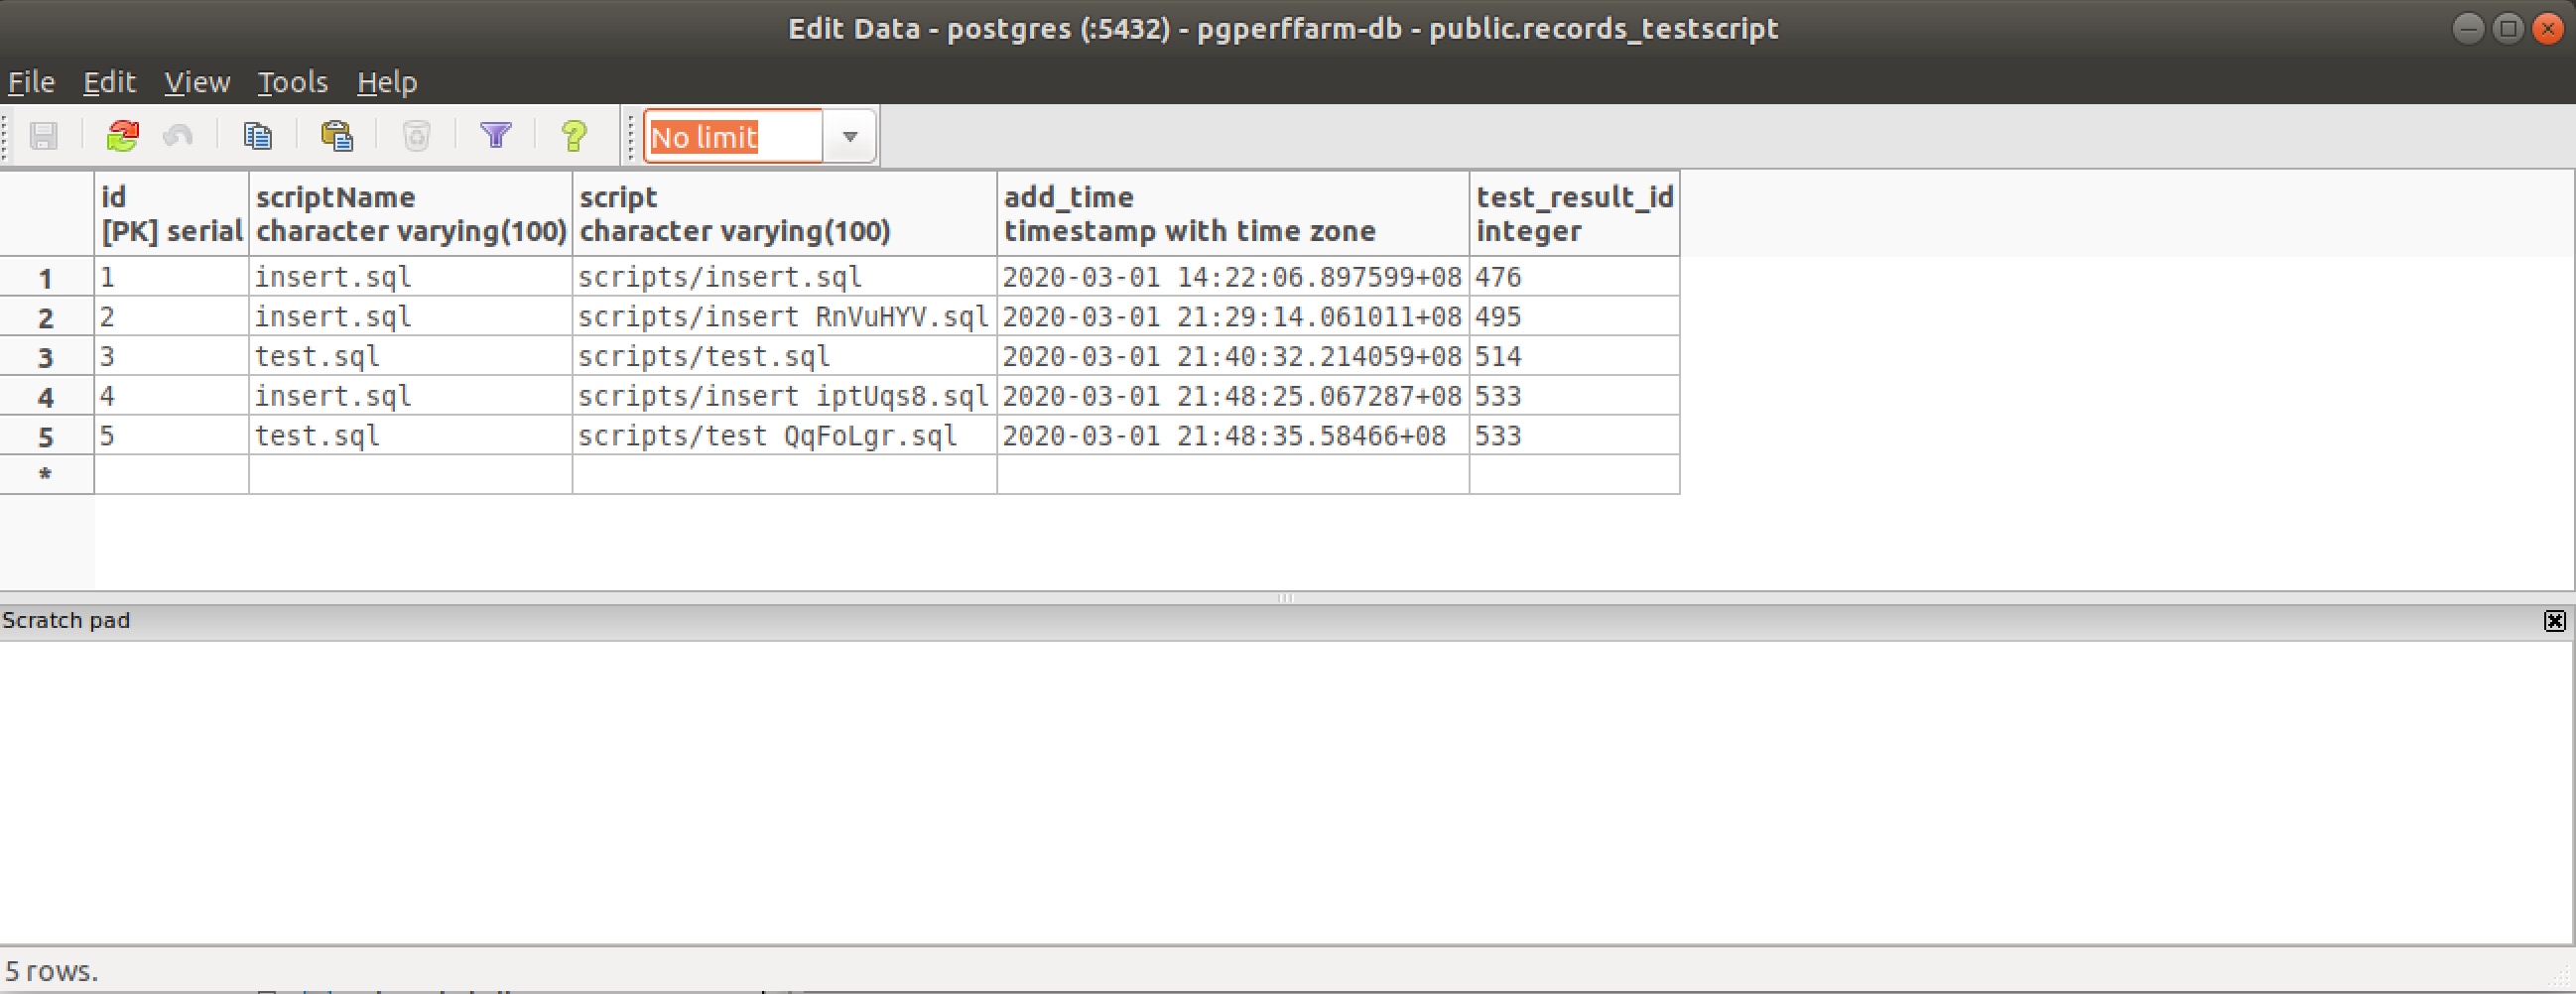 Edit Data - postgres (:5432) - pgperffarm-db - public.records_testscript
File Edit View Tools Help
No limit
id scriptName script add_time test_result_id
[PK] serial character varying(100) character varying(100) timestamp with time zone integer
1 1 insert.sql scripts/insert.sql 2020-03-01 14:22:06.897599+08 476
2 2 insert.sql scripts/insert RnVuHYV.sql 2020-03-01 21:29:14.061011+08 495
3 3 test.sql scripts/test.sql 2020-03-01 21:40:32.214059+08 514
4 4 insert.sql scripts/insert iptUqs8.sql 2020-03-01 21:48:25.067287+08 533
5 5 test.sql scripts/test QqFoLgr.sql 2020-03-01 21:48:35.58466+08 533
*
Scratch pad
5 rows.